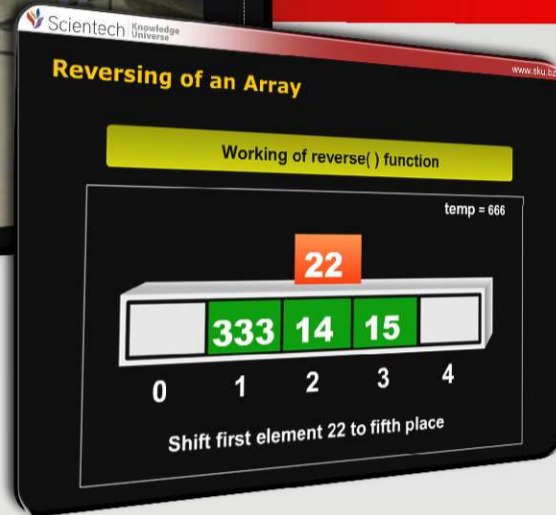 Scientech Knowledge Universe
www.sku.bz
Reversing of an Array
Working of reverse( ) function
temp = 666
22
333 14 15
0 1 2 3 4
Shift first element 22 to fifth place